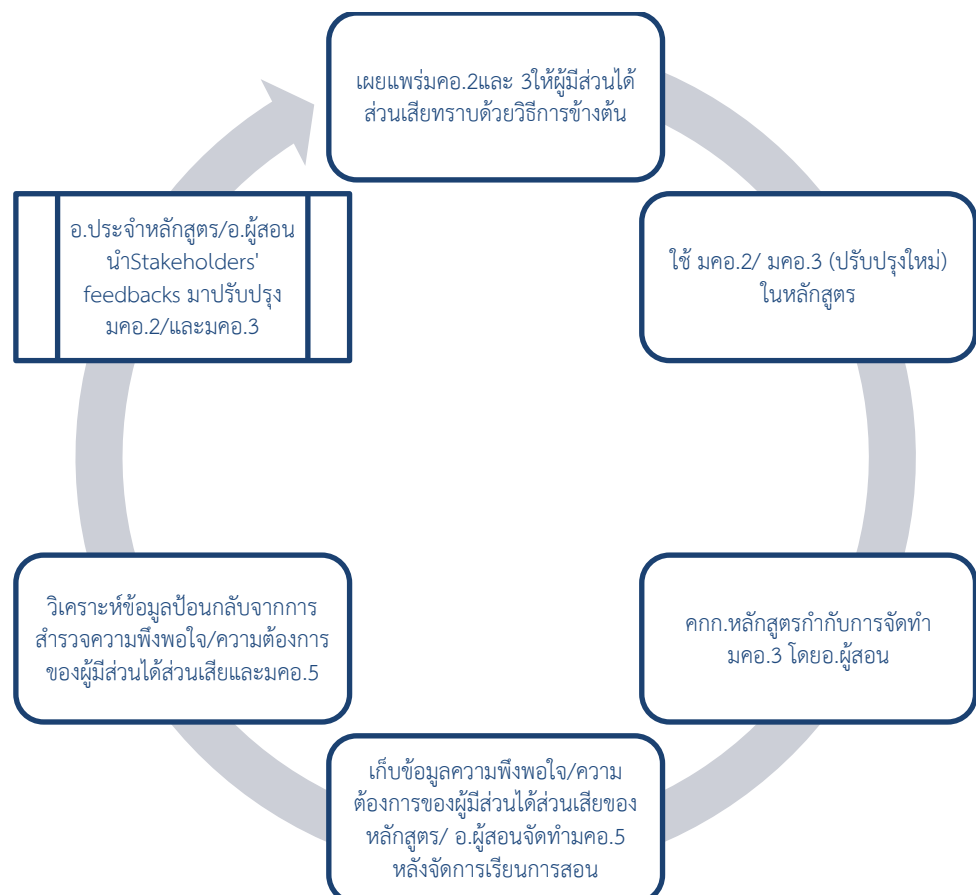 เผยแพร่มคอ.2และ 3ให้ผู้มีส่วนได้
ส่วนเสียทราบด้วยวิธีการข้างต้น
ใช้ มคอ.2/ มคอ.3 (ปรับปรุงใหม่)
ในหลักสูตร
คกก.หลักสูตรกำกับการจัดทำ
มคอ.3 โดยอ.ผู้สอน
เก็บข้อมูลความพึงพอใจ/ความ
ต้องการของผู้มีส่วนได้ส่วนเสียของ
หลักสูตร/ อ.ผู้สอนจัดทำมคอ.5
หลังจัดการเรียนการสอน
วิเคราะห์ข้อมูลป้อนกลับจากการ
สำรวจความพึงพอใจ/ความต้องการ
ของผู้มีส่วนได้ส่วนเสียและมคอ.5
อ.ประจำหลักสูตร/อ.ผู้สอน
นำStakeholders'
feedbacks มาปรับปรุง
มคอ.2/และมคอ.3